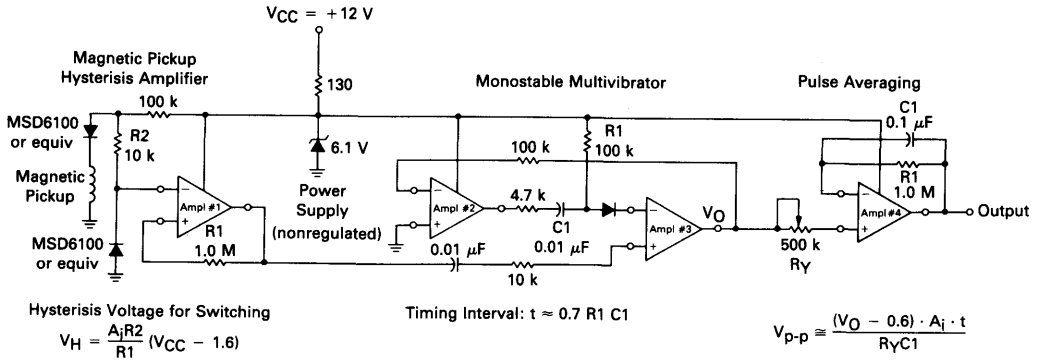 VCC = +12 V
Magnetic Pickup
Hysterisis Amplifier
Monostable Multivibrator
Pulse Averaging
130
100 k
C1
0.1 μF
MSD6100
or equiv
R2
10 k
6.1 V
100 k
R1
100 k
R1
1.0 M
Magnetic
Pickup
Power
Supply
(nonregulated)
−
+
Ampl #1
−
+
Ampl #2
4.7 k
C1
−
+
Ampl #3
VO
−
+
Ampl #4
Output
R1
1.0 M
MSD6100
or equiv
0.01 μF
0.01 μF
10 k
500 k
RY
Hysterisis Voltage for Switching
VH = AiR2/R1 (VCC − 1.6)
Timing Interval: t ≈ 0.7 R1 C1
Vp-p ≅ (VO − 0.6) · Ai · t/RYC1